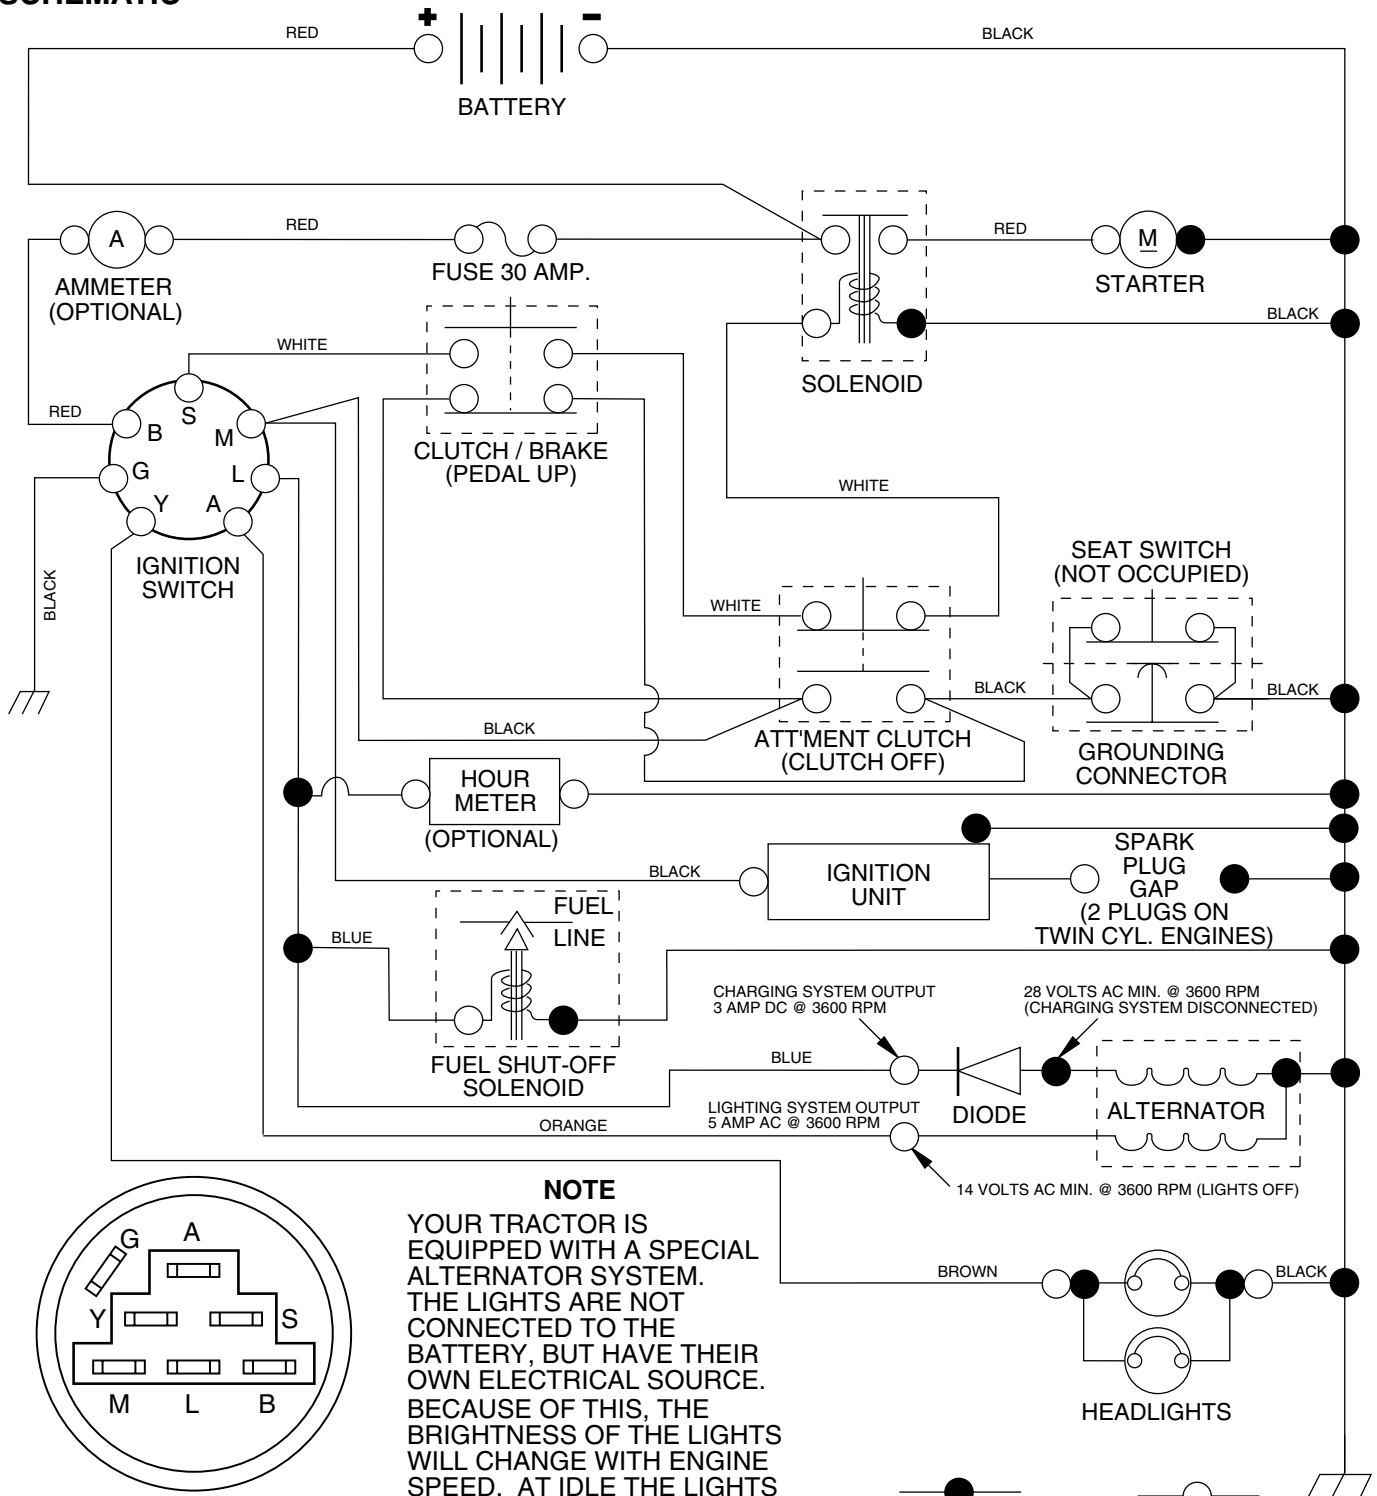 RED
+
-
BLACK
BATTERY
A
RED
RED
M
AMMETER
(OPTIONAL)
FUSE 30 AMP.
STARTER
BLACK
WHITE
SOLENOID
RED
S
B
M
G
L
Y
A
CLUTCH / BRAKE
(PEDAL UP)
WHITE
IGNITION
SWITCH
BLACK
SEAT SWITCH
(NOT OCCUPIED)
WHITE
BLACK
BLACK
BLACK
ATT'MENT CLUTCH
(CLUTCH OFF)
GROUNDING
CONNECTOR
HOUR
METER
(OPTIONAL)
BLACK
IGNITION
UNIT
SPARK
PLUG
GAP
(2 PLUGS ON
TWIN CYL. ENGINES)
BLUE
FUEL
LINE
FUEL SHUT-OFF
SOLENOID
CHARGING SYSTEM OUTPUT
3 AMP DC @ 3600 RPM
28 VOLTS AC MIN. @ 3600 RPM
(CHARGING SYSTEM DISCONNECTED)
BLUE
DIODE
ALTERNATOR
LIGHTING SYSTEM OUTPUT
5 AMP AC @ 3600 RPM
ORANGE
14 VOLTS AC MIN. @ 3600 RPM (LIGHTS OFF)
G
A
Y
S
M
L
B
NOTE
YOUR TRACTOR IS
EQUIPPED WITH A SPECIAL
ALTERNATOR SYSTEM.
THE LIGHTS ARE NOT
CONNECTED TO THE
BATTERY, BUT HAVE THEIR
OWN ELECTRICAL SOURCE.
BECAUSE OF THIS, THE
BRIGHTNESS OF THE LIGHTS
WILL CHANGE WITH ENGINE
SPEED. AT IDLE THE LIGHTS
BROWN
BLACK
HEADLIGHTS